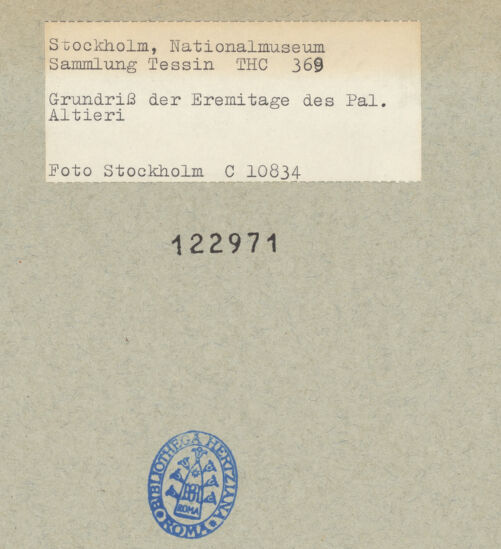 Stockholm, Nationalmuseum
Sammlung Tessin THC 369
Grundriß der Eremitage des Pal.
Altieri
Foto Stockholm C 10834
122971
BIBLIOTHECA HERTZIANA
ROMA
ROMA